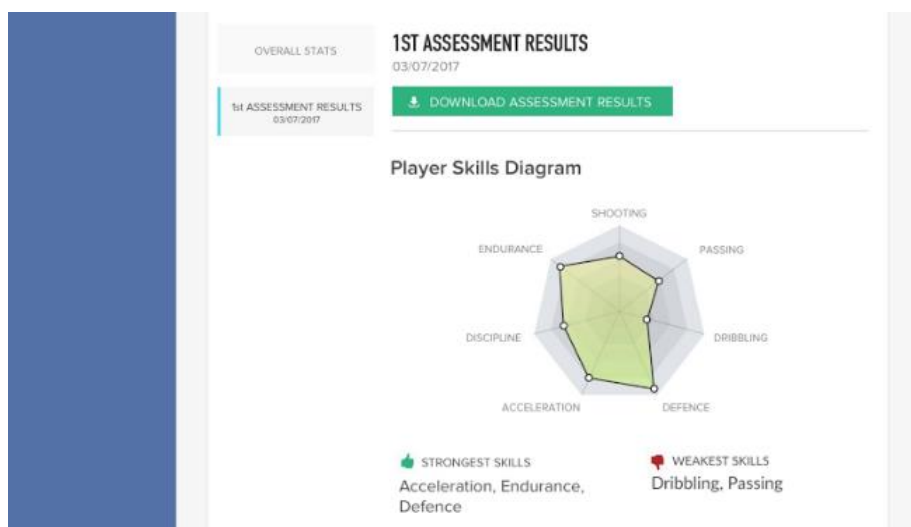 OVERALL STATS
1st ASSESSMENT RESULTS
03/07/2017
1ST ASSESSMENT RESULTS
03/07/2017
DOWNLOAD ASSESSMENT RESULTS
Player Skills Diagram
SHOOTING
ENDURANCE
PASSING
DISCIPLINE
DRIBBLING
ACCELERATION
DEFENCE
STRONGEST SKILLS
Acceleration, Endurance,
Defence
WEAKEST SKILLS
Dribbling, Passing